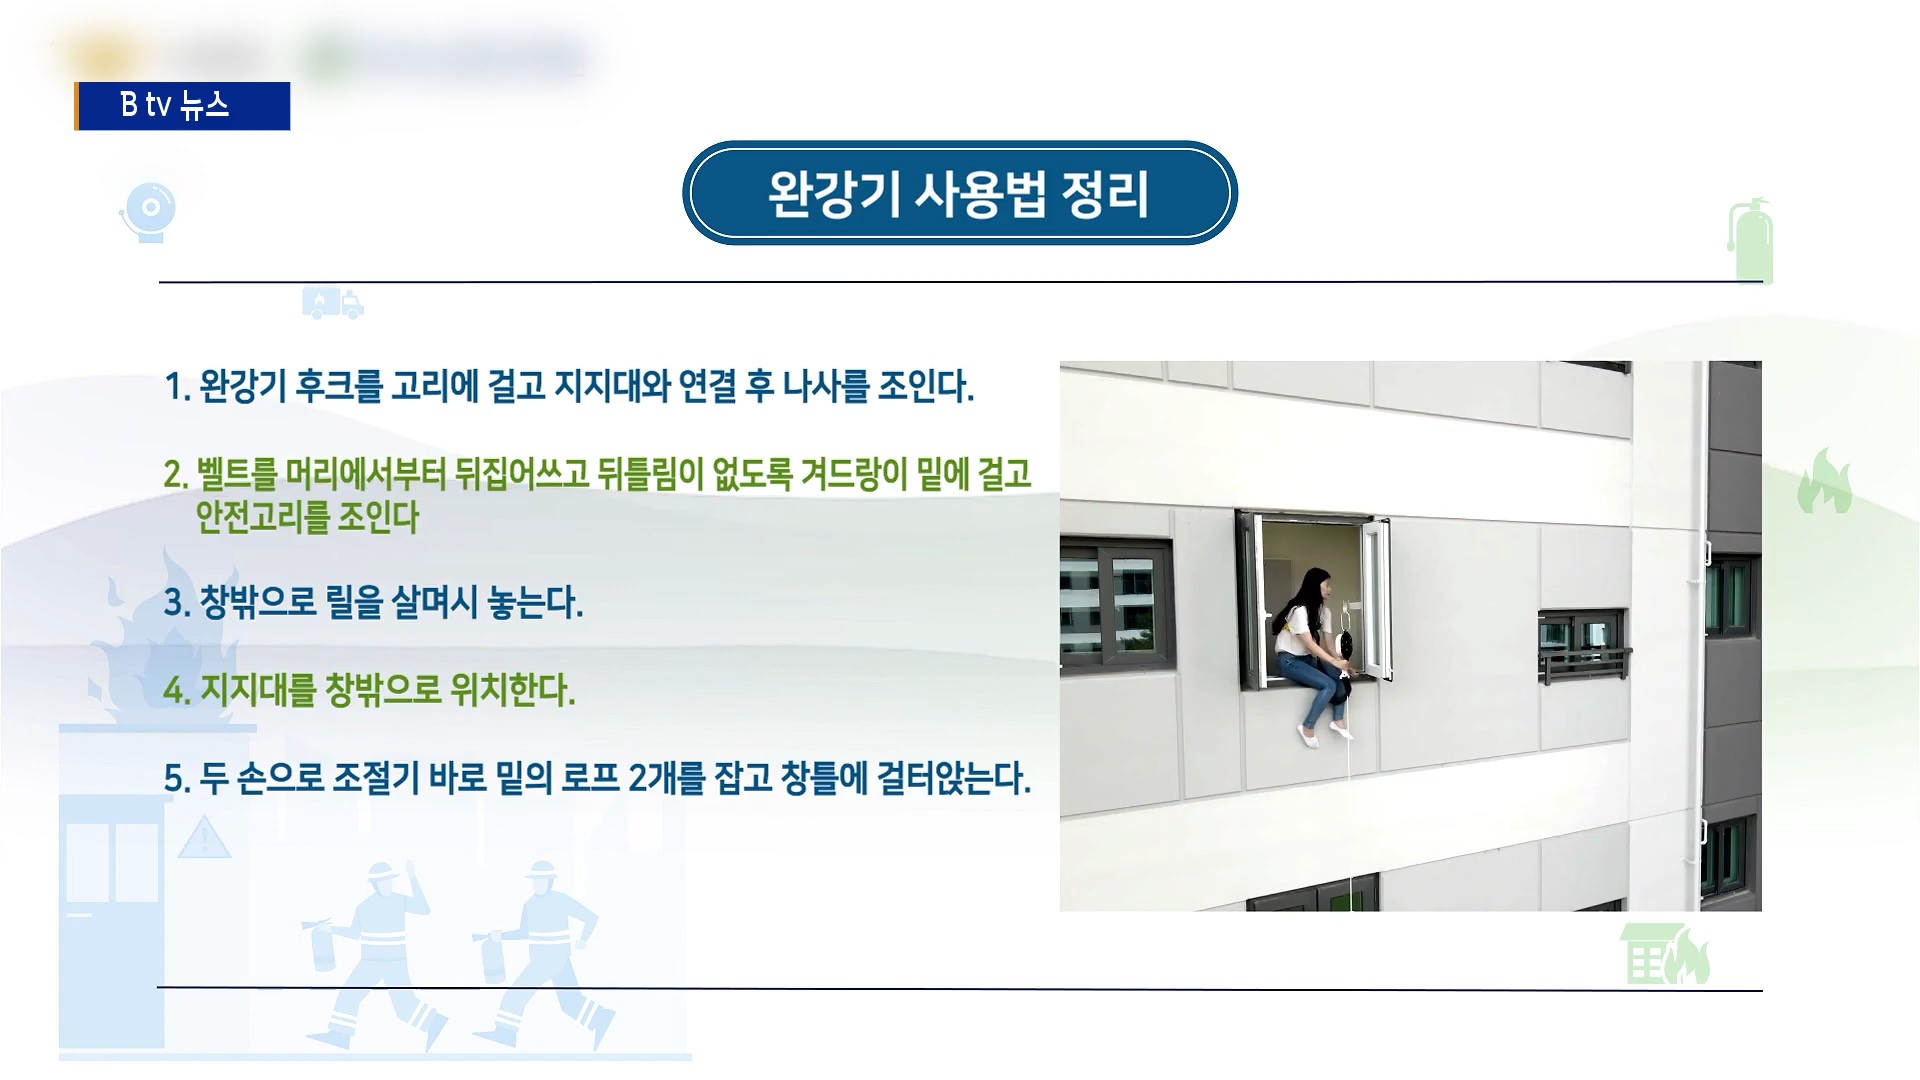 B tv 뉴스
완강기 사용법 정리
1. 완강기 후크를 고리에 걸고 지지대와 연결 후 나사를 조인다.
2. 벨트를 머리에서부터 뒤집어쓰고 뒤틀림이 없도록 겨드랑이 밑에 걸고
안전고리를 조인다
3. 창밖으로 릴을 살며시 놓는다.
4. 지지대를 창밖으로 위치한다.
5. 두 손으로 조절기 바로 밑의 로프 2개를 잡고 창틀에 걸터앉는다.